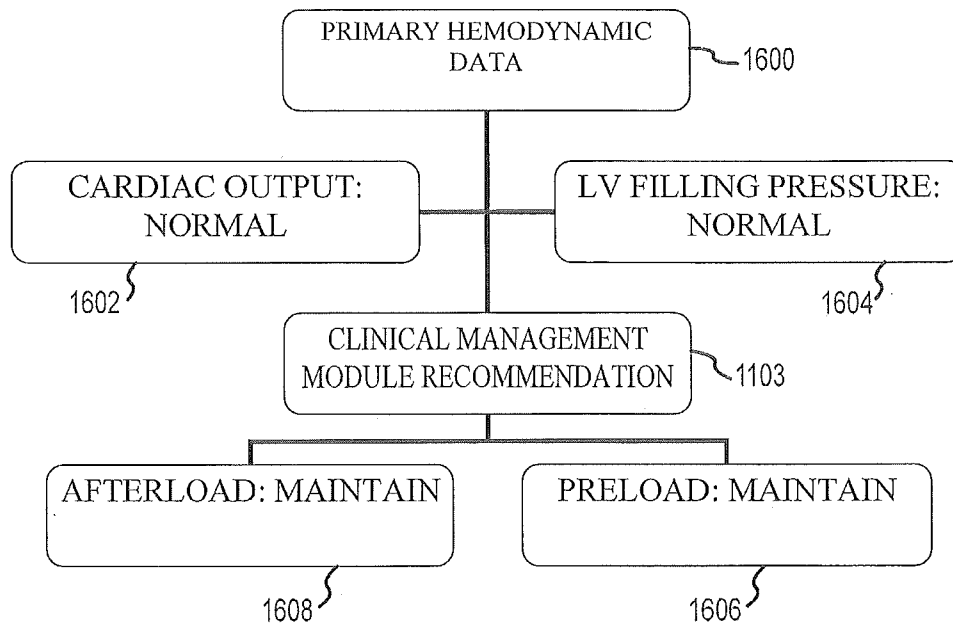 PRIMARY HEMODYNAMIC
DATA
1600
CARDIAC OUTPUT:
NORMAL
LV FILLING PRESSURE:
NORMAL
1602
1604
CLINICAL MANAGEMENT
MODULE RECOMMENDATION
1103
AFTERLOAD: MAINTAIN
PRELOAD: MAINTAIN
1608
1606